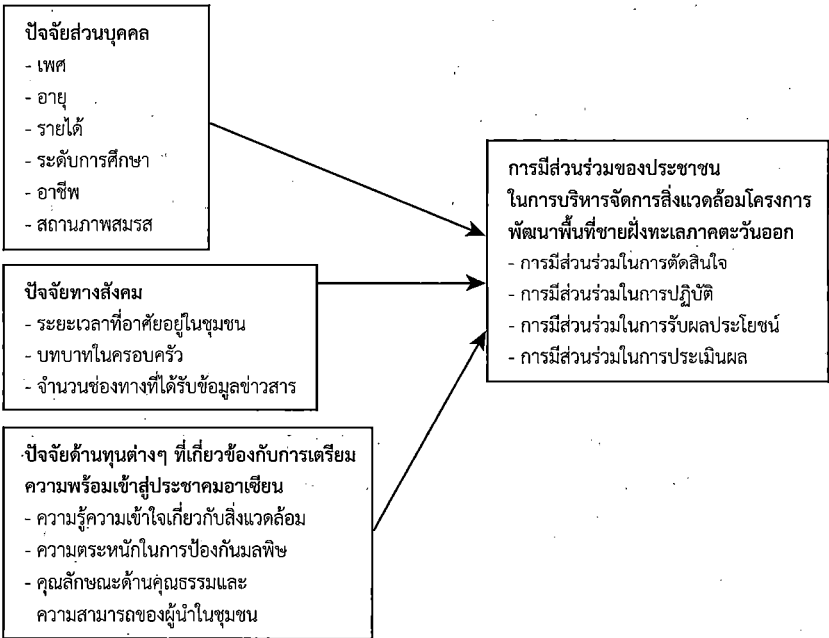 ปัจจัยส่วนบุคคล
- เพศ
- อายุ
- รายได้
- ระดับการศึกษา
- อาชีพ
- สถานภาพสมรส
ปัจจัยทางสังคม
- ระยะเวลาที่อาศัยอยู่ในชุมชน
- บทบาทในครอบครัว
- จำนวนช่องทางที่ได้รับข้อมูลข่าวสาร
ปัจจัยด้านทุนต่างๆ ที่เกี่ยวข้องกับการเตรียม
ความพร้อมเข้าสู่ประชาคมอาเซียน
- ความรู้ความเข้าใจเกี่ยวกับสิ่งแวดล้อม
- ความตระหนักในการป้องกันมลพิษ
- คุณลักษณะด้านคุณธรรมและ
ความสามารถของผู้นำในชุมชน
การมีส่วนร่วมของประชาชน
ในการบริหารจัดการสิ่งแวดล้อมโครงการ
พัฒนาพื้นที่ชายฝั่งทะเลภาคตะวันออก
- การมีส่วนร่วมในการตัดสินใจ
- การมีส่วนร่วมในการปฏิบัติ
- การมีส่วนร่วมในการรับผลประโยชน์
- การมีส่วนร่วมในการประเมินผล